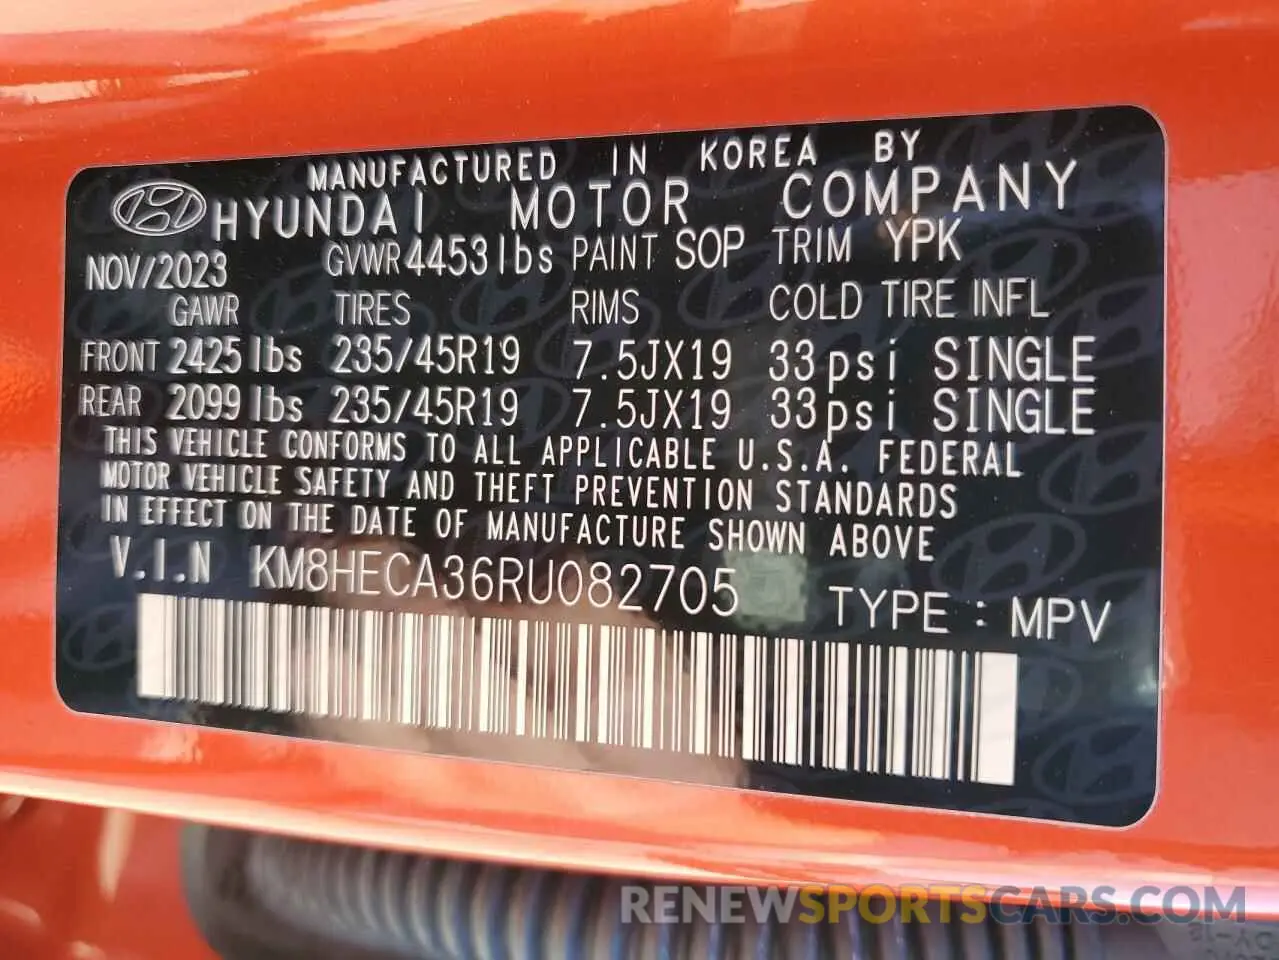 MANUFACTURED IN KOREA BY
HYUNDAI MOTOR COMPANY
NOV/2023 GVWR 4453 lbs PAINT SOP TRIM YPK
GAWR TIRES RIMS COLD TIRE INFL
FRONT 2425 lbs 235/45R19 7.5JX19 33psi SINGLE
REAR 2099 lbs 235/45R19 7.5JX19 33psi SINGLE
THIS VEHICLE CONFORMS TO ALL APPLICABLE U.S.A. FEDERAL
MOTOR VEHICLE SAFETY AND THEFT PREVENTION STANDARDS
IN EFFECT ON THE DATE OF MANUFACTURE SHOWN ABOVE
V.I.N KM8HECA36RU082705 TYPE : MPV
RENEWSPORTSCARS.COM